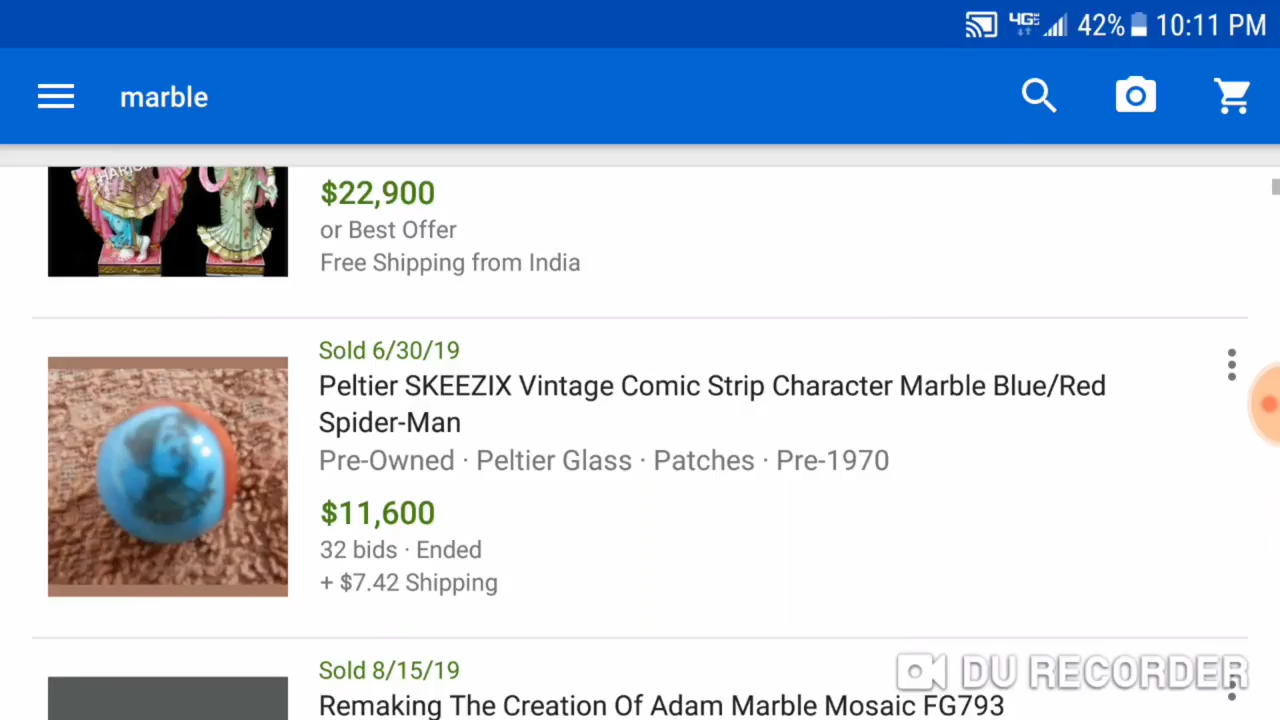 4G LTE 42% 10:11 PM
marble
$22,900
or Best Offer
Free Shipping from India
Sold 6/30/19
Peltier SKEEZIX Vintage Comic Strip Character Marble Blue/Red
Spider-Man
Pre-Owned · Peltier Glass · Patches · Pre-1970
$11,600
32 bids · Ended
+ $7.42 Shipping
Sold 8/15/19
DU RECORDER
Remaking The Creation Of Adam Marble Mosaic FG793